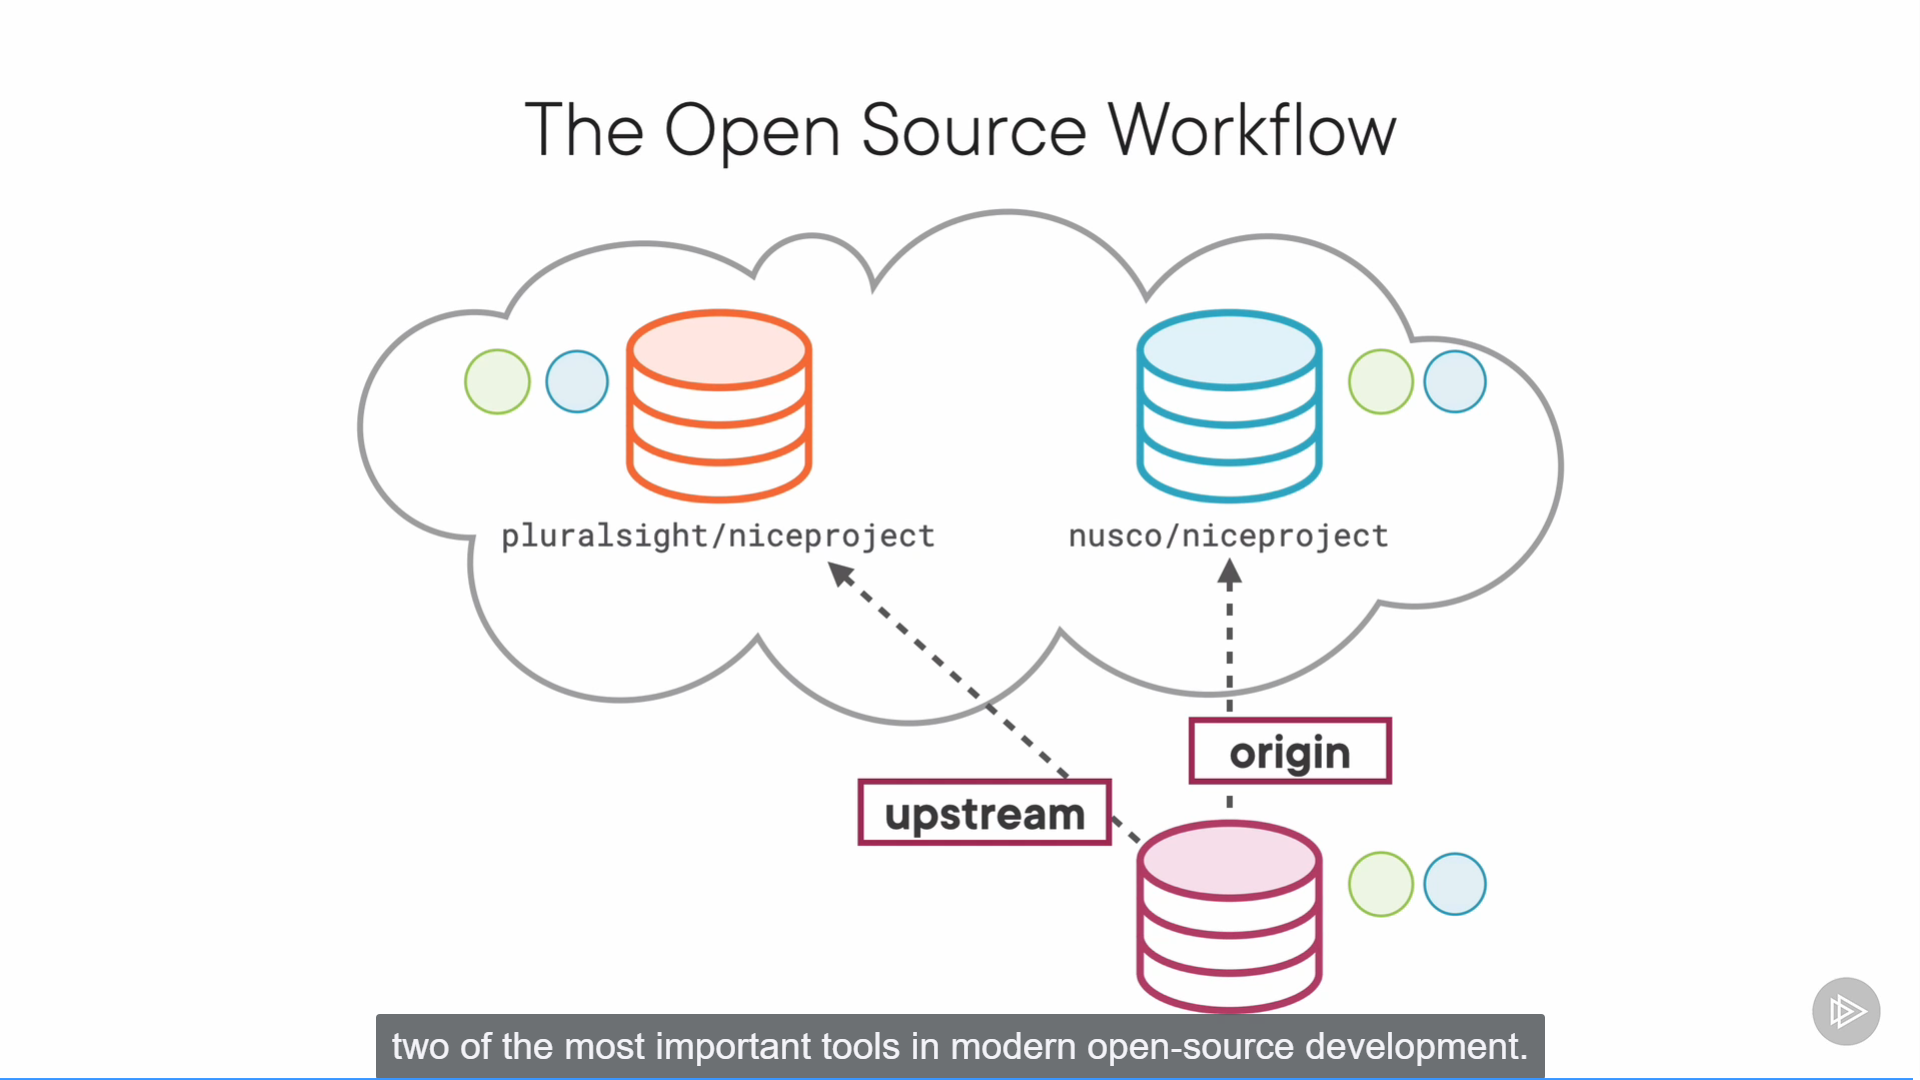 The Open Source Workflow
pluralsight/niceproject
nusco/niceproject
origin
upstream
two of the most important tools in modern open-source development.